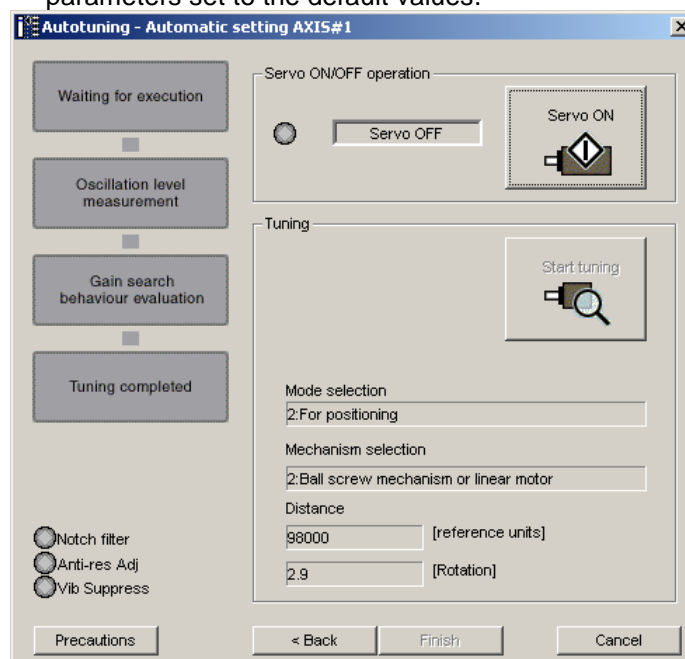 parameters set to the default values.
Autotuning - Automatic setting AXIS#1
Waiting for execution
Oscillation level
measurement
Gain search
behaviour evaluation
Tuning completed
Notch filter
Anti-res Adj
Vib Suppress
Servo ON/OFF operation
Servo OFF
Servo ON
Tuning
Start tuning
Mode selection
2:For positioning
Mechanism selection
2:Ball screw mechanism or linear motor
Distance
98000 [reference units]
2.9 [Rotation]
Precautions
< Back
Finish
Cancel